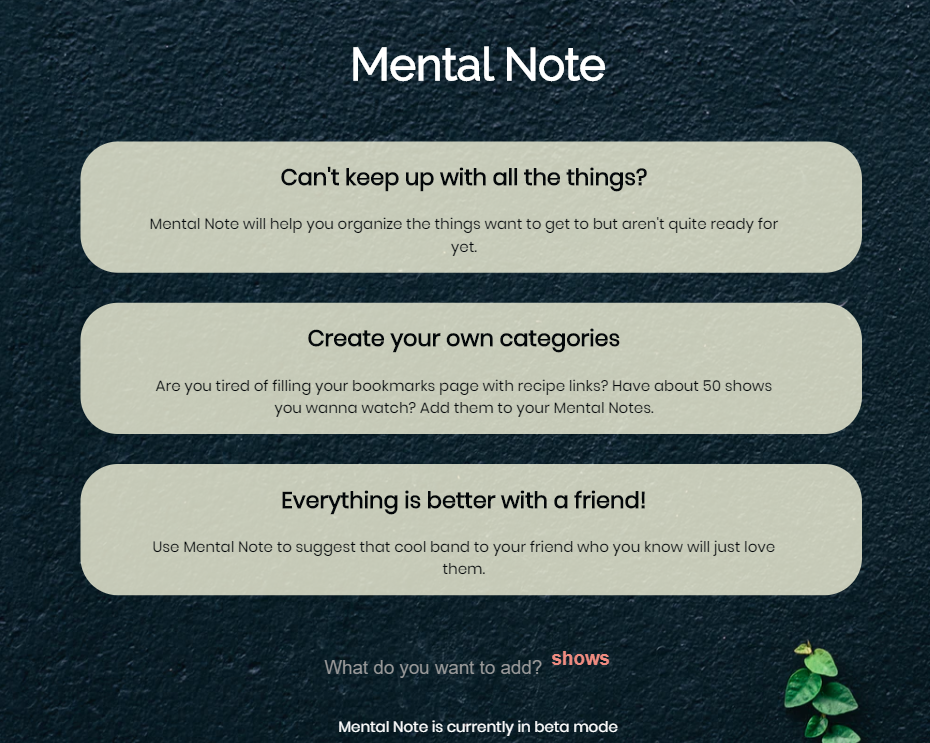 Mental Note
Can't keep up with all the things?
Mental Note will help you organize the things want to get to but aren't quite ready for
yet.
Create your own categories
Are you tired of filling your bookmarks page with recipe links? Have about 50 shows
you wanna watch? Add them to your Mental Notes.
Everything is better with a friend!
Use Mental Note to suggest that cool band to your friend who you know will just love
them.
What do you want to add? shows
Mental Note is currently in beta mode